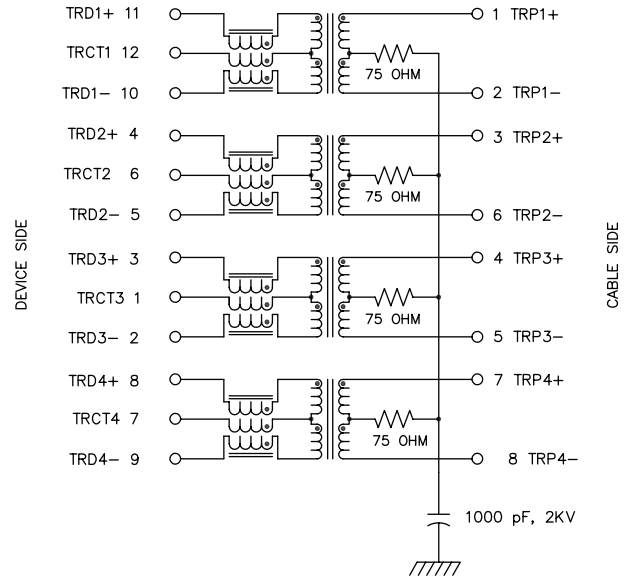 TRD1+ 11
1 TRP1+
TRCT1 12
75 OHM
TRD1- 10
2 TRP1-
TRD2+ 4
3 TRP2+
TRCT2 6
75 OHM
TRD2- 5
6 TRP2-
DEVICE SIDE
CABLE SIDE
TRD3+ 3
4 TRP3+
TRCT3 1
75 OHM
TRD3- 2
5 TRP3-
TRD4+ 8
7 TRP4+
TRCT4 7
75 OHM
TRD4- 9
8 TRP4-
1000 pF, 2KV